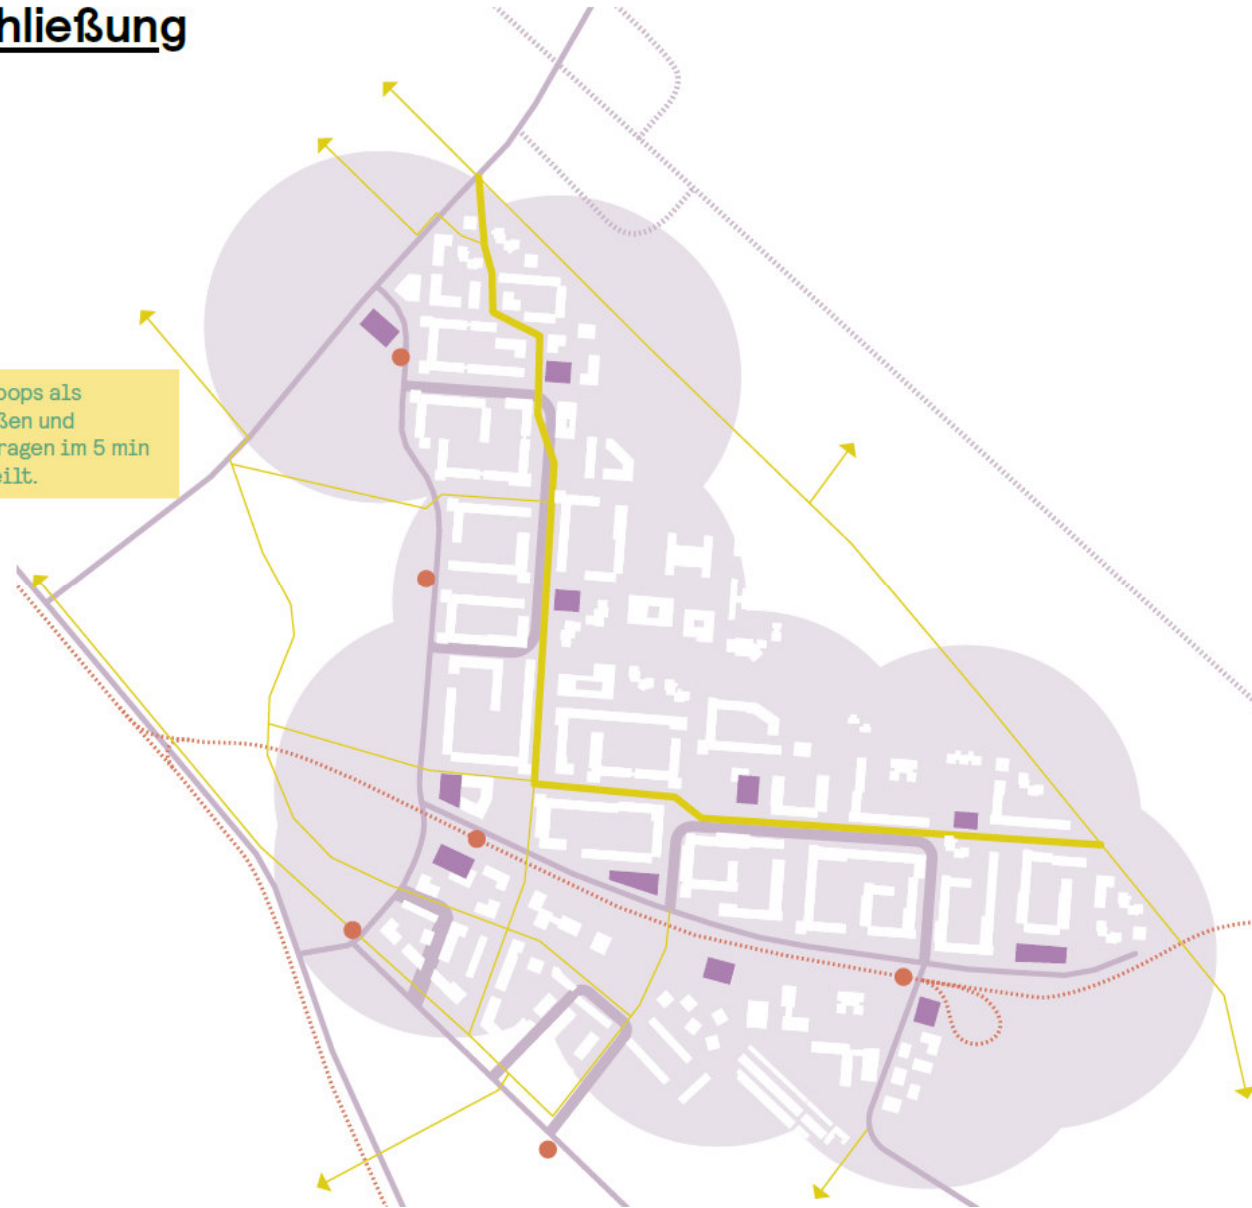 hließung
oops als
ßen und
ragen im 5 min
eilt.